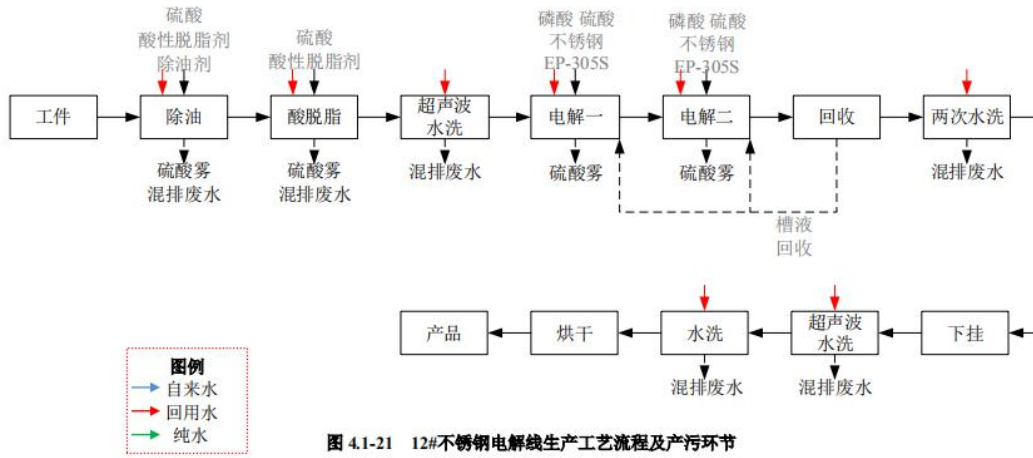 硫酸
酸性脱脂剂
除油剂
硫酸
酸性脱脂剂
磷酸 硫酸
不锈钢
EP-305S
磷酸 硫酸
不锈钢
EP-305S
工件
除油
酸脱脂
超声波
水洗
电解一
电解二
回收
两次水洗
硫酸雾
混排废水
硫酸雾
混排废水
混排废水
硫酸雾
硫酸雾
混排废水
槽液
回收
产品
烘干
水洗
超声波
水洗
下挂
混排废水
混排废水
图例
自来水
回用水
纯水
图 4.1-21 12#不锈钢电解线生产工艺流程及产污环节